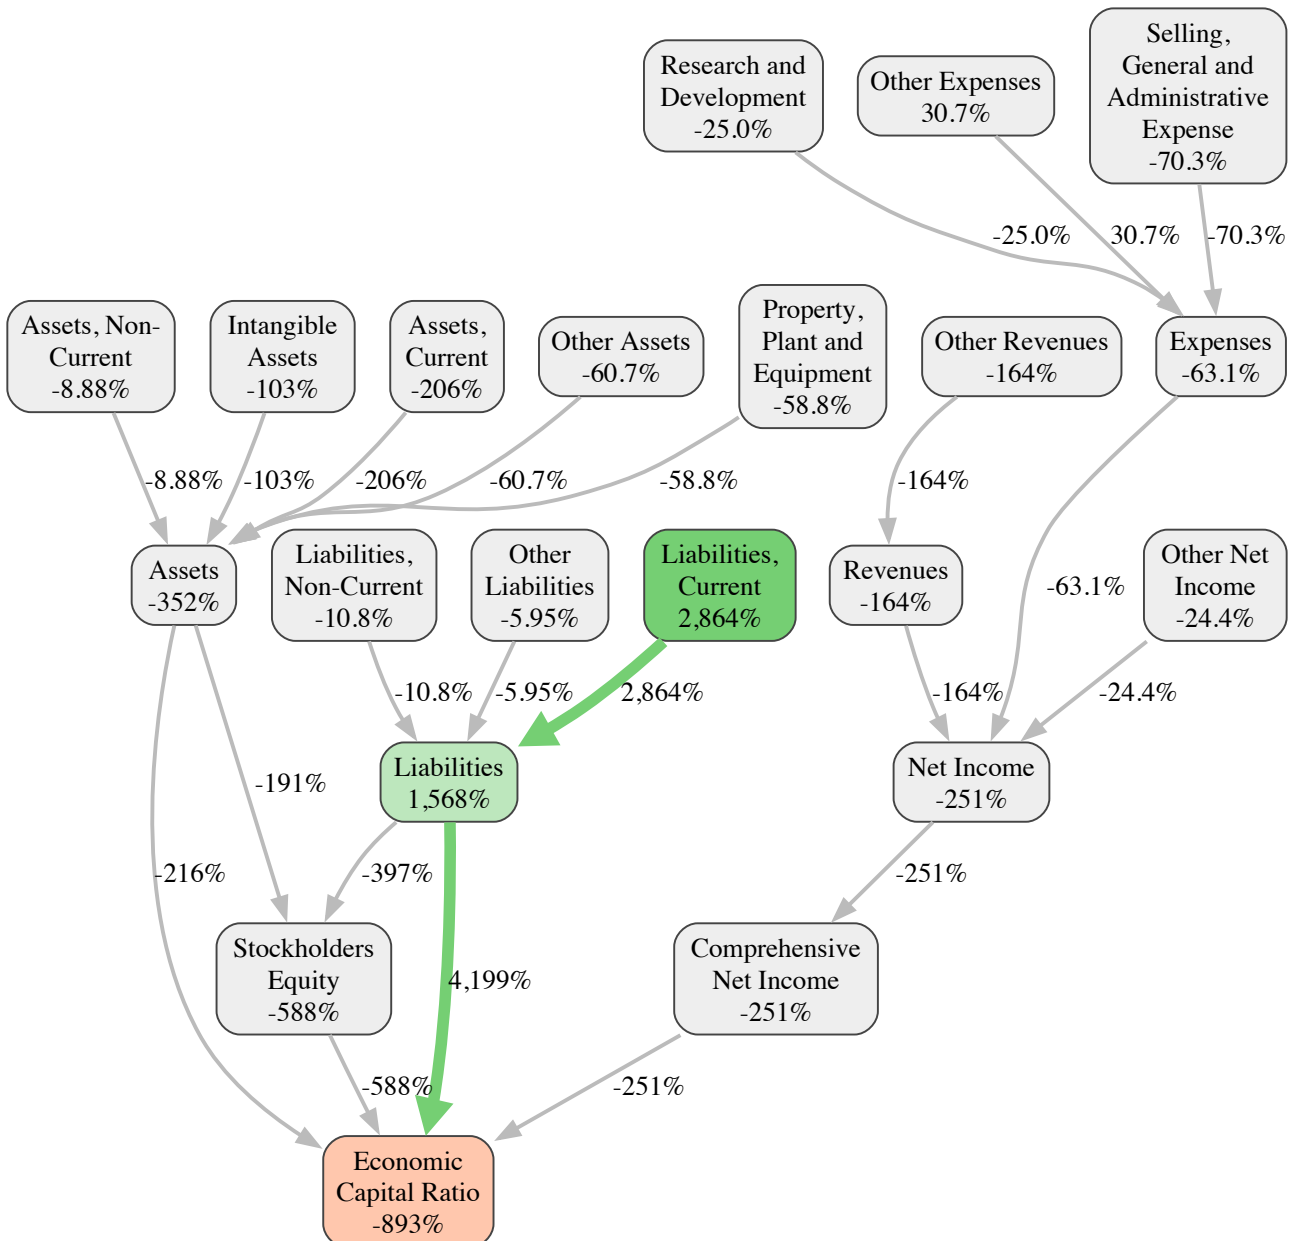 Research and
Development
-25.0%
Other Expenses
30.7%
Selling,
General and
Administrative
Expense
-70.3%
-25.0%
30.7%
-70.3%
Assets, Non-
Current
-8.88%
Intangible
Assets
-103%
Assets,
Current
-206%
Other Assets
-60.7%
Property,
Plant and
Equipment
-58.8%
Other Revenues
-164%
Expenses
-63.1%
-8.88%
-103%
-206%
-60.7%
-58.8%
-164%
Assets
-352%
Liabilities,
Non-Current
-10.8%
Other
Liabilities
-5.95%
Liabilities,
Current
2,864%
Revenues
-164%
-63.1%
Other Net
Income
-24.4%
-10.8%
-5.95%
2,864%
-164%
-24.4%
-191%
Liabilities
1,568%
Net Income
-251%
-216%
-397%
-251%
Stockholders
Equity
-588%
4,199%
Comprehensive
Net Income
-251%
-588%
-251%
Economic
Capital Ratio
-893%